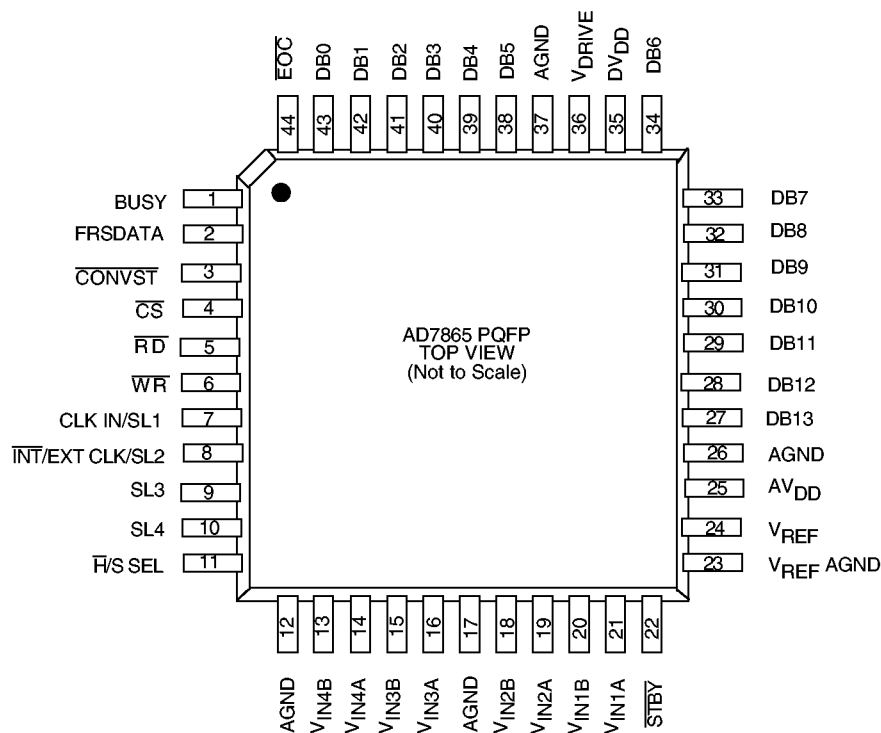 EOC DB0 DB1 DB2 DB3 DB4 DB5 AGND VDRIVE DVDD DB6
44 43 42 41 40 39 38 37 36 35 34
BUSY 1
FRSDATA 2
CONVST 3
CS 4
RD 5
WR 6
CLK IN/SL1 7
INT/EXT CLK/SL2 8
SL3 9
SL4 10
H/S SEL 11
AD7865 PQFP
TOP VIEW
(Not to Scale)
33 DB7
32 DB8
31 DB9
30 DB10
29 DB11
28 DB12
27 DB13
26 AGND
25 AVDD
24 VREF
23 VREF AGND
12 13 14 15 16 17 18 19 20 21 22
AGND VIN4B VIN4A VIN3B VIN3A AGND VIN2B VIN2A VIN1B VIN1A STBY